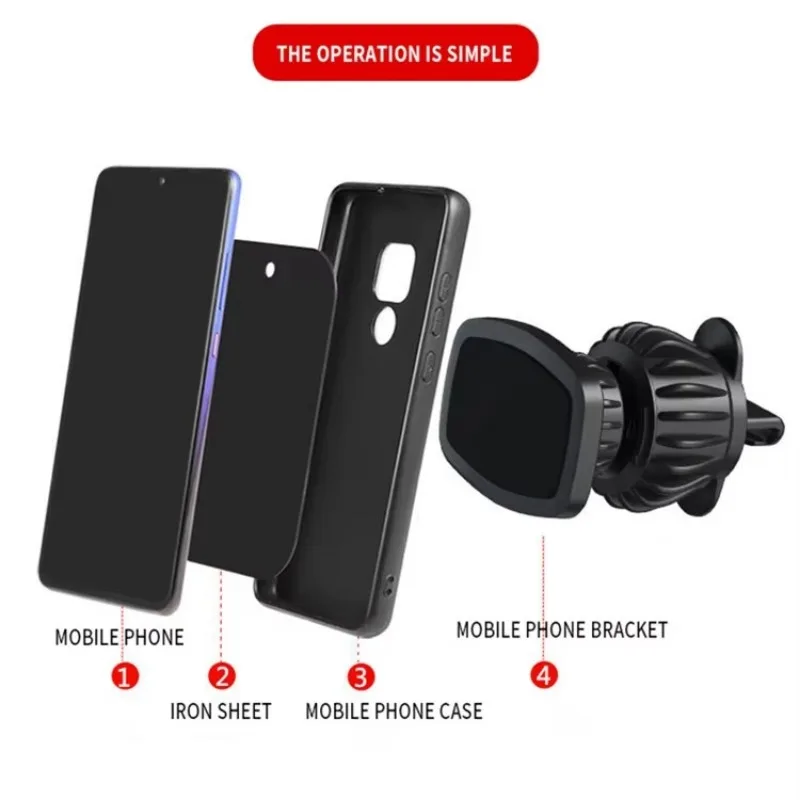 THE OPERATION IS SIMPLE
MOBILE PHONE
1
IRON SHEET
2
MOBILE PHONE CASE
3
MOBILE PHONE BRACKET
4